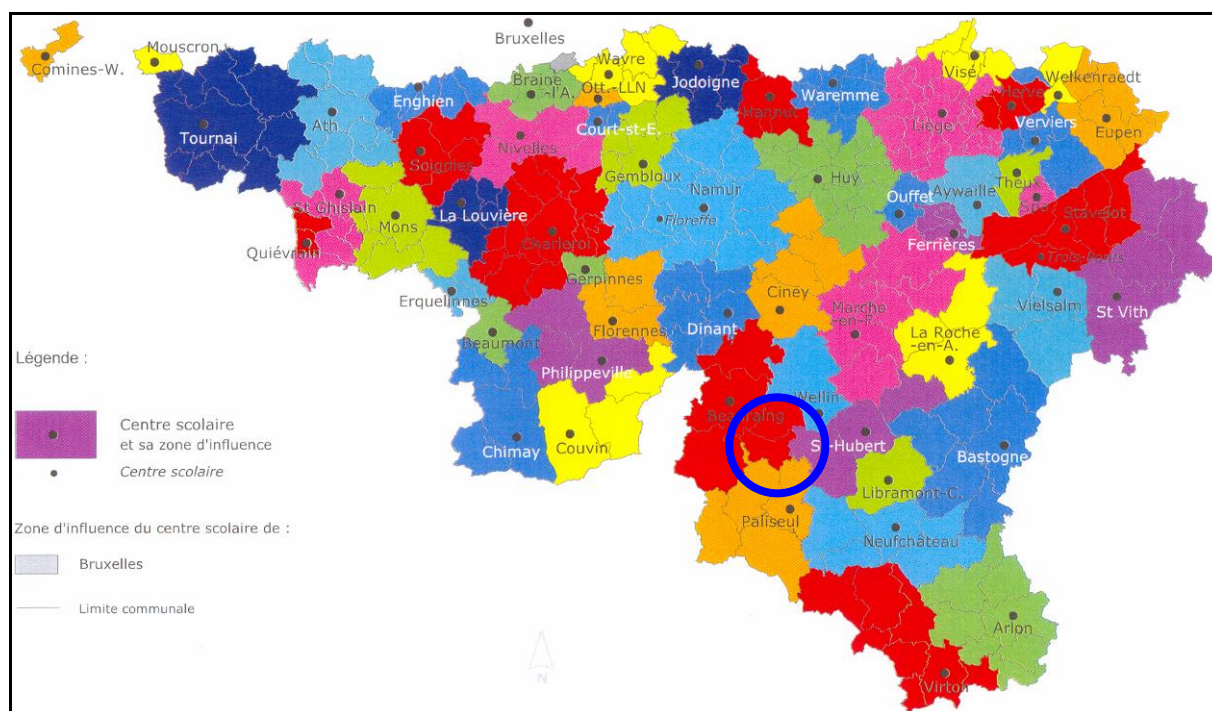 Bruxelles
Mouscron
Comines-W.
Wavre
Visé
Braine
-l'A.
Ott.-LLN
Jodoigne
Welkenraedt
Enghien
Hannut
Waremme
Herve
Liège
Tournai
Ath
Court-st-E.
Verviers
Eupen
Nivelles
Soignies
Gembloux
Huy
Theux
Namur
Ouffet
Aywaille
Spa
St Ghislain
La Louvière
Floreffe
Stavelot
Mons
Charleroi
Ferrières
Quiévrain
Trois-Ponts
Gerpinnes
Erquelinnes
Ciney
Marche
-en-F.
Vielsalm
St Vith
Florennes
Dinant
Beaumont
La Roche
-en-A.
Légende :
Philippeville
Centre scolaire
et sa zone d'influence
Beauraing
Wellin
Chimay
Couvin
St-Hubert
Bastogne
Centre scolaire
Libramont-C.
Paliseul
Zone d'influence du centre scolaire de :
Neufchâteau
Bruxelles
Limite communale
Arlon
N
Virton